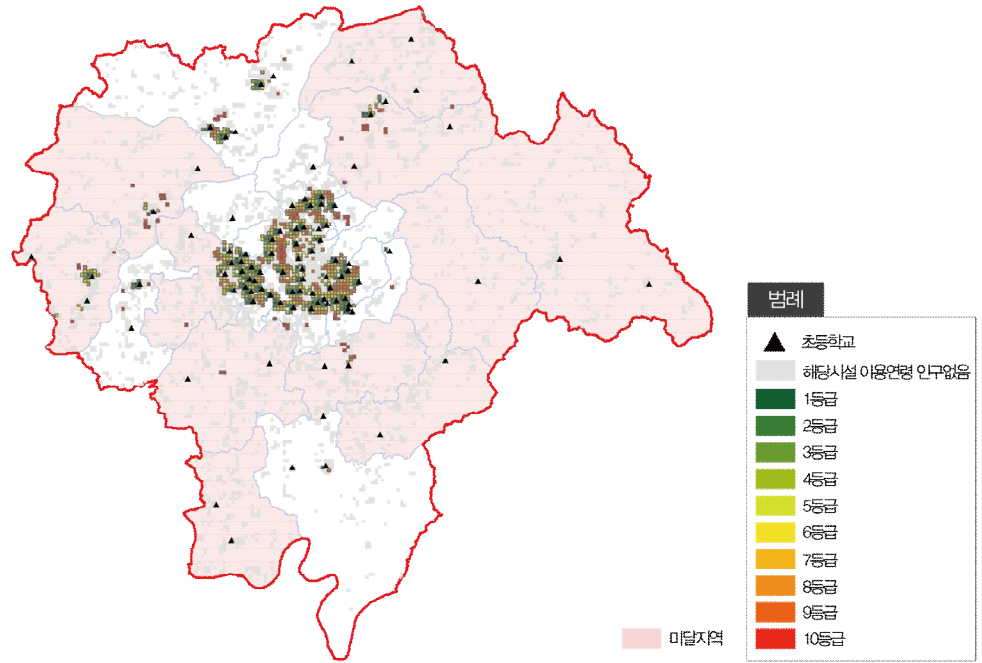 범례
초등학교
해당시설 이용연령 인구없음
1등급
2등급
3등급
4등급
5등급
6등급
7등급
8등급
9등급
10등급
미달지역